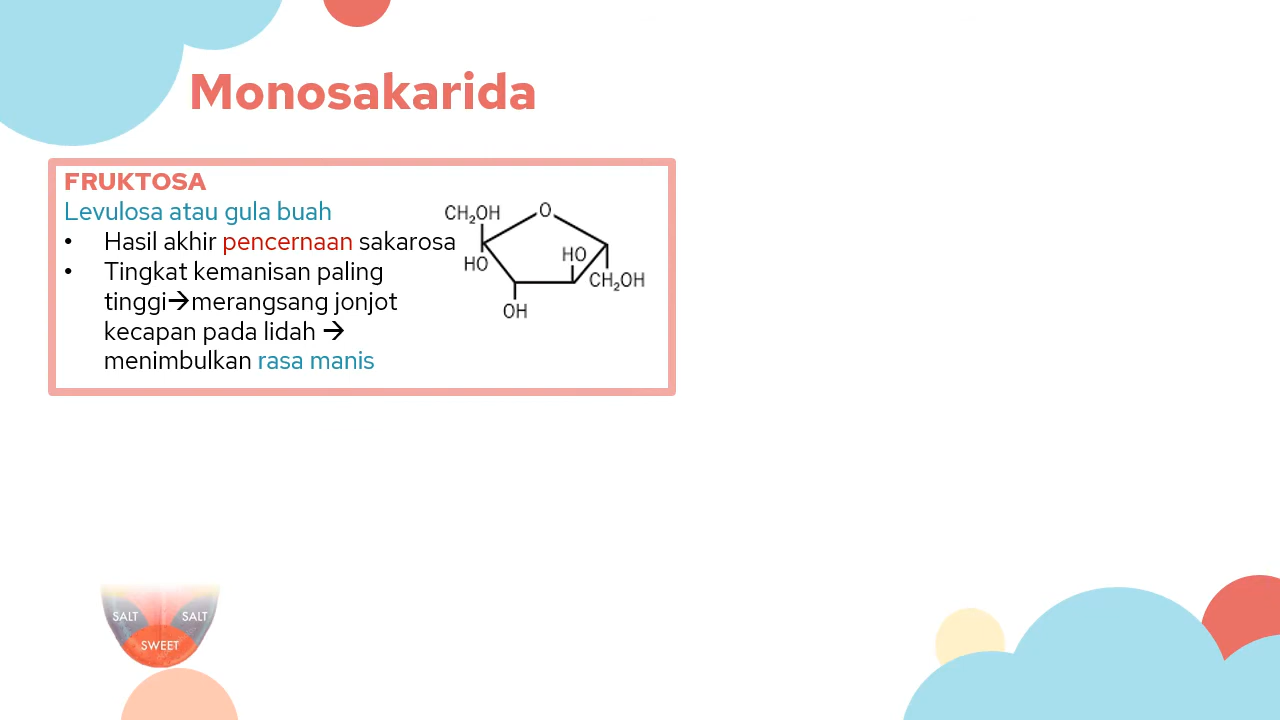 Monosakarida
FRUKTOSA
Levulosa atau gula buah
• Hasil akhir pencernaan sakarosa
• Tingkat kemanisan paling
tinggi→merangsang jonjot
kecapan pada lidah →
menimbulkan rasa manis
CH₂OH
O
HO
HO
CH₂OH
OH
SALT
SALT
SWEET